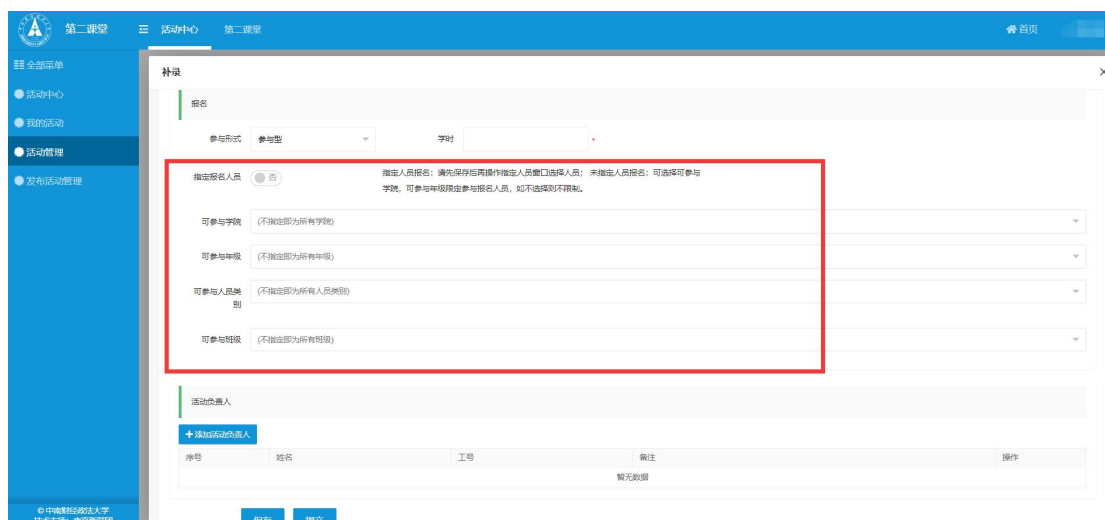 第二课堂 活动中心 第二课堂 首页
全部菜单
补录
活动中心
报名
我的活动
参与形式 参与型 学时 *
活动管理
指定报名人员 否 指定人员报名：请先保存后再操作指定人员窗口选择人员； 未指定人员报名：可选择可参与
学院，可参与年级限定参与报名人员，如不选择则不限制。
发布活动管理
可参与学院 (不指定即为所有学院)
可参与年级 (不指定即为所有年级)
可参与人员类 (不指定即为所有人员类别)
别
可参与班级 (不指定即为所有班级)
活动负责人
+添加活动负责人
序号 姓名 工号 备注 操作
暂无数据
© 中南财经政法大学
保存 提交